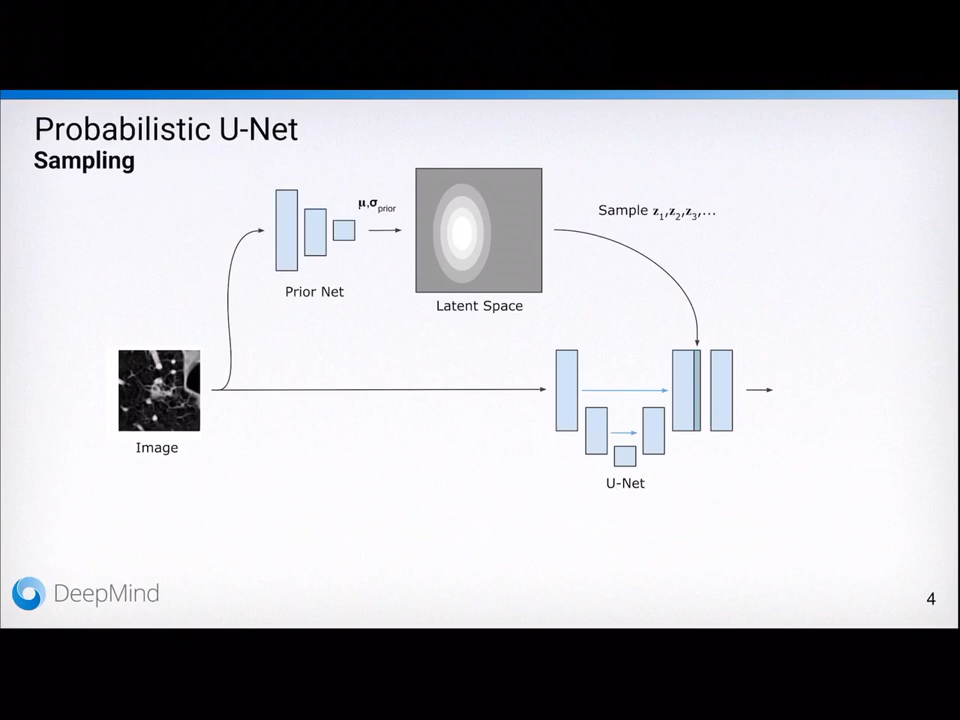 Probabilistic U-Net
Sampling
μ,σprior
Sample z1,z2,z3,...
Prior Net
Latent Space
Image
U-Net
DeepMind
4